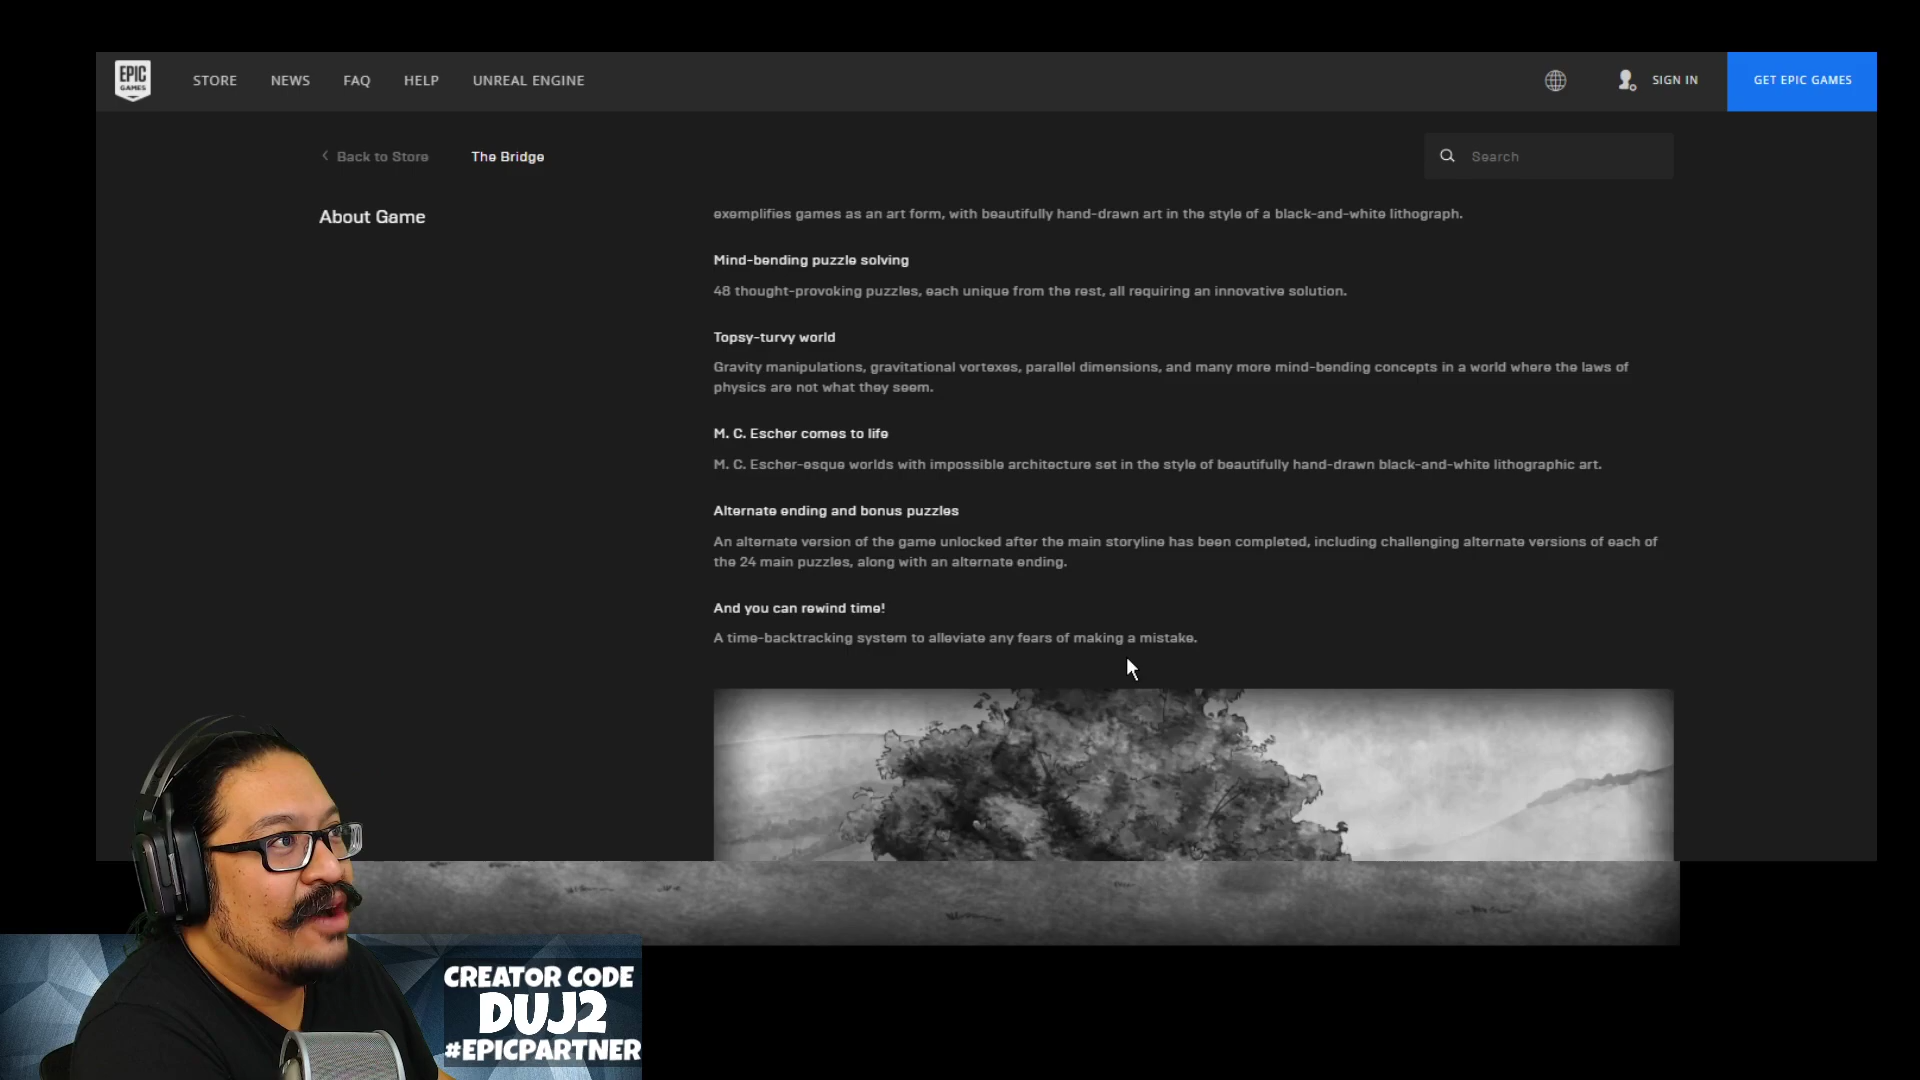 EPIC
GAMES
STORE
NEWS
FAQ
HELP
UNREAL ENGINE
SIGN IN
GET EPIC GAMES
Back to Store
The Bridge
Search
About Game
exemplifies games as an art form, with beautifully hand-drawn art in the style of a black-and-white lithograph.
Mind-bending puzzle solving
48 thought-provoking puzzles, each unique from the rest, all requiring an innovative solution.
Topsy-turvy world
Gravity manipulations, gravitational vortexes, parallel dimensions, and many more mind-bending concepts in a world where the laws of
physics are not what they seem.
M. C. Escher comes to life
M. C. Escher-esque worlds with impossible architecture set in the style of beautifully hand-drawn black-and-white lithographic art.
Alternate ending and bonus puzzles
An alternate version of the game unlocked after the main storyline has been completed, including challenging alternate versions of each of
the 24 main puzzles, along with an alternate ending.
And you can rewind time!
A time-backtracking system to alleviate any fears of making a mistake.
CREATOR CODE
DUJ2
#EPICPARTNER